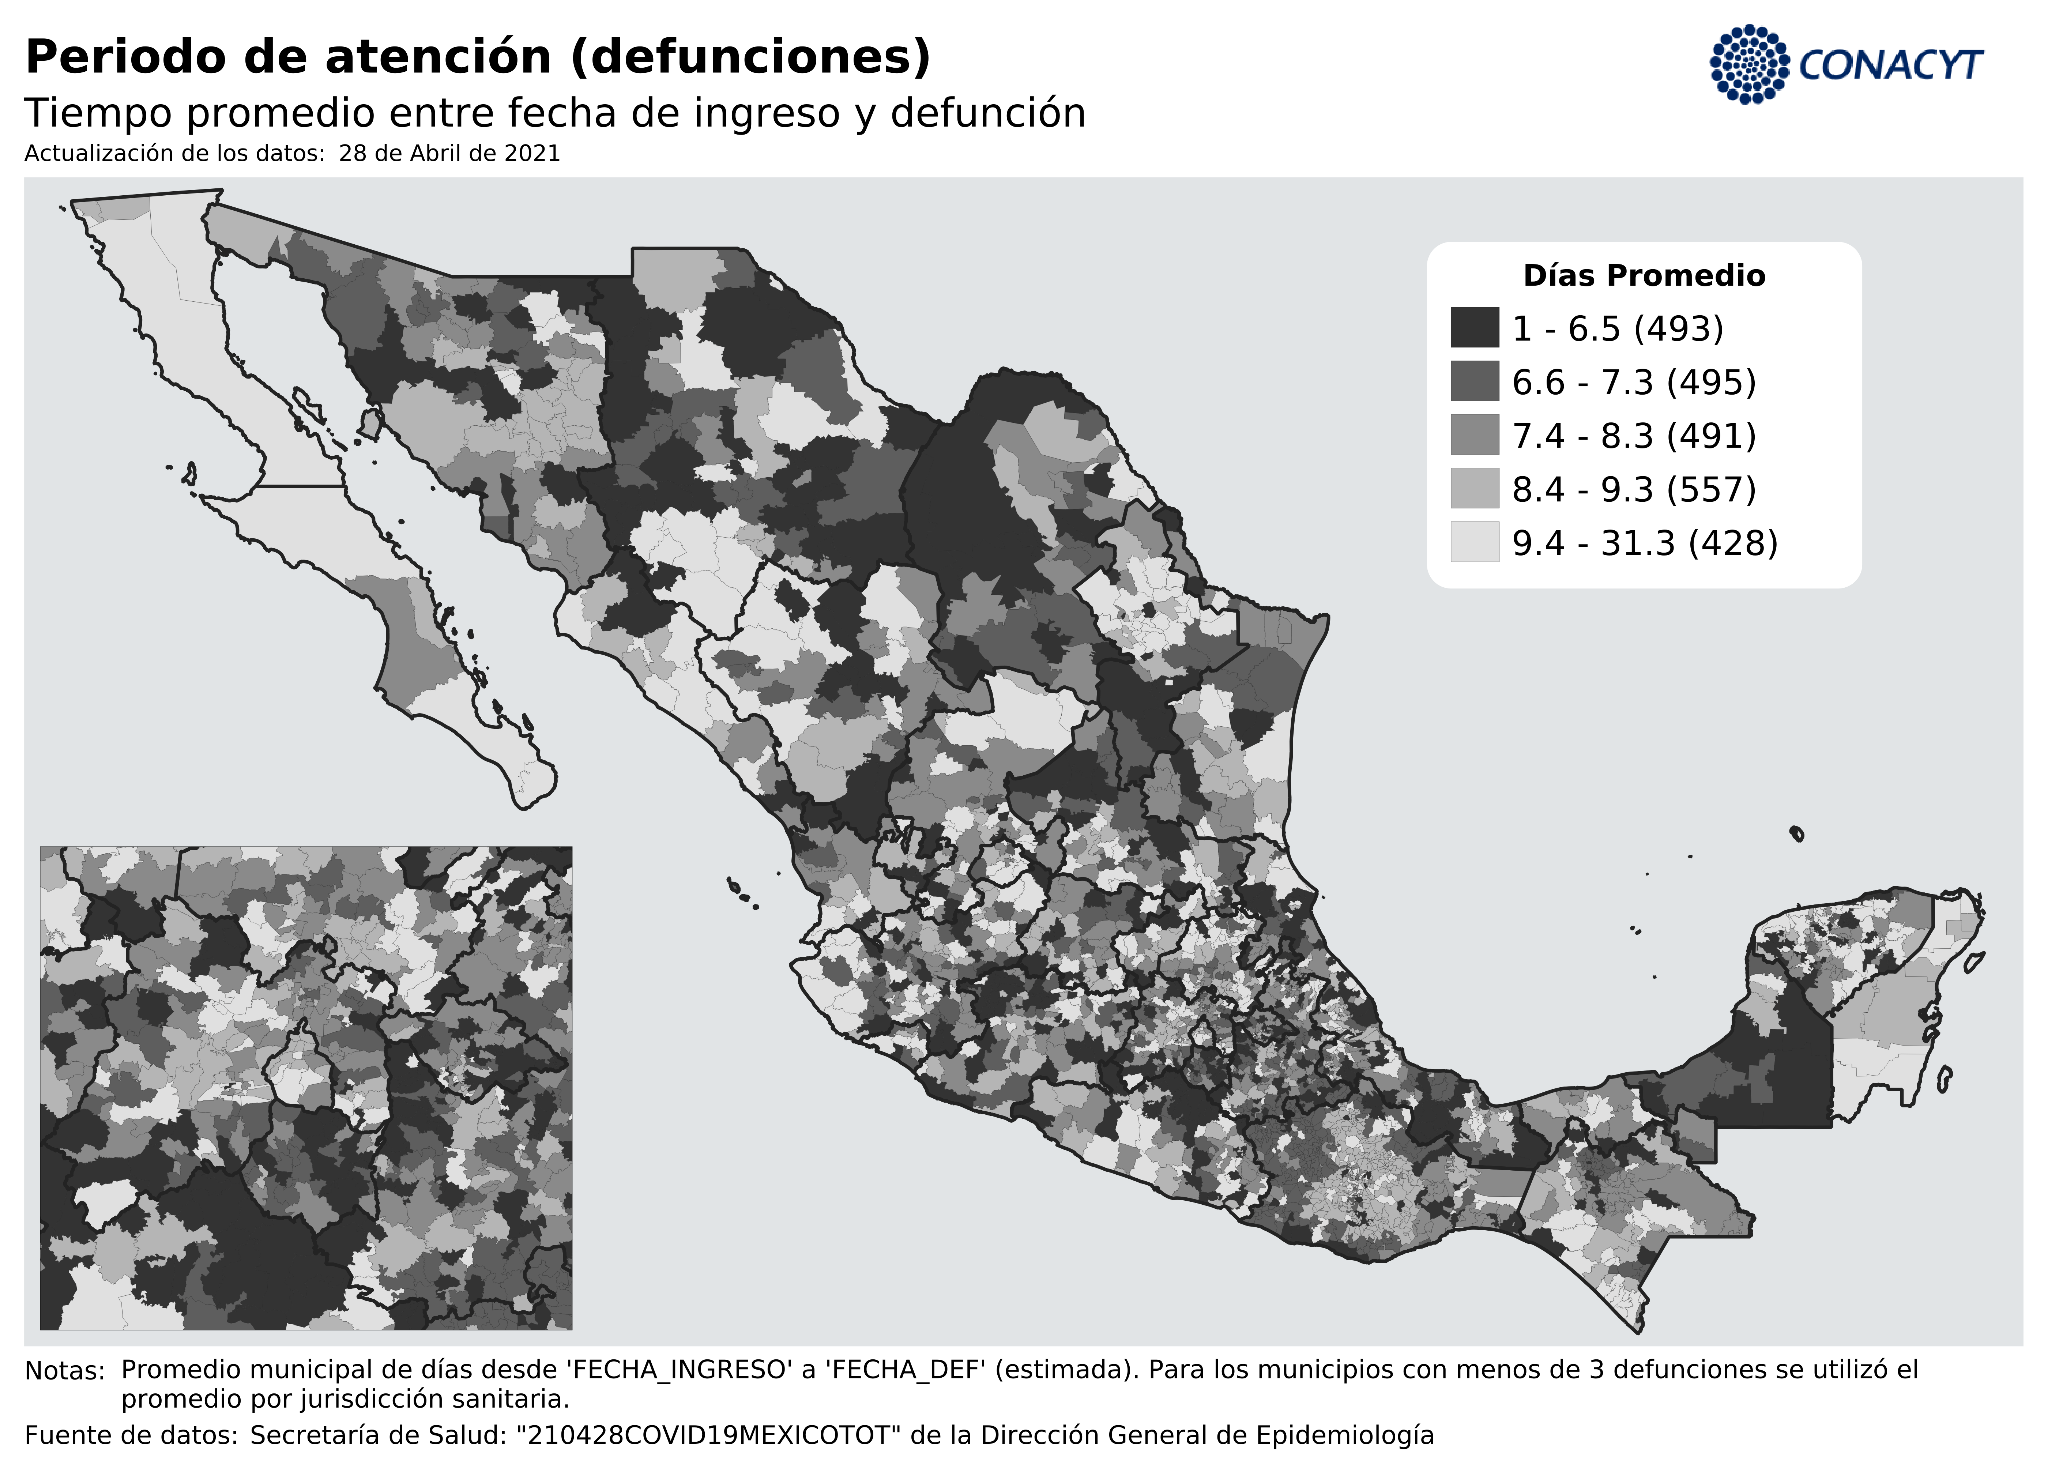 Periodo de atención (defunciones)
CONACYT
Tiempo promedio entre fecha de ingreso y defunción
Actualización de los datos: 28 de Abril de 2021
Días Promedio
1 - 6.5 (493)
6.6 - 7.3 (495)
7.4 - 8.3 (491)
8.4 - 9.3 (557)
9.4 - 31.3 (428)
Notas: Promedio municipal de días desde 'FECHA_INGRESO' a 'FECHA_DEF' (estimada). Para los municipios con menos de 3 defunciones se utilizó el
promedio por jurisdicción sanitaria.
Fuente de datos: Secretaría de Salud: "210428COVID19MEXICOTOT" de la Dirección General de Epidemiología